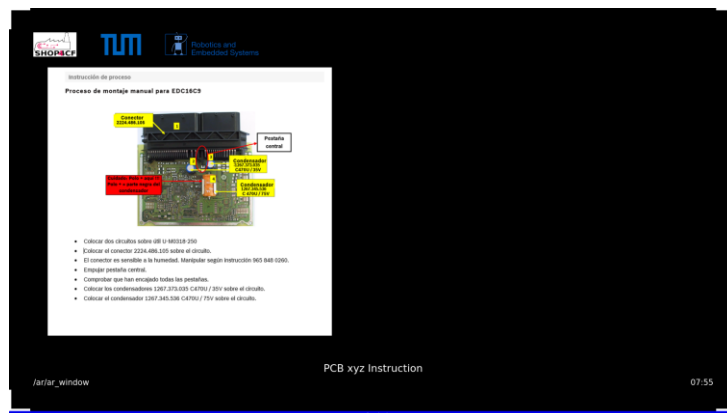 SHOP4CF
TUM
Robotics and
Embedded Systems
Instrucción de proceso
Proceso de montaje manual para EDC16C9
Conector
2224.486.105
1
Pestaña
central
Condensador
1267.373.035
C470U / 35V
Condensador
1267.345.536
C 470U / 75V
• Colocar dos circuitos sobre útil U-M0318-250
• Colocar el conector 2224.486.105 sobre el circuito.
• El conector es sensible a la humedad. Manipular según instrucción 965 848 0260.
• Empujar pestaña central.
• Comprobar que han encajado todas las pestañas.
• Colocar los condensadores 1267.373.035 C470U / 35V sobre el circuito.
• Colocar el condensador 1267.345.536 C470U / 75V sobre el circuito.
PCB xyz Instruction
/ar/ar_window
07:55